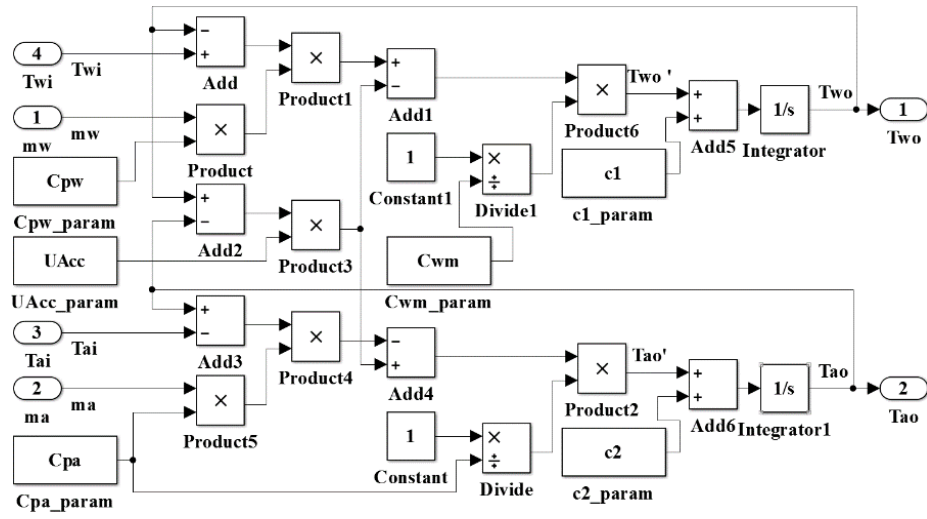 4
Twi
Twi
−
+
Add
×
Product1
+
−
Add1
×
Product6
Two '
+
+
Add5
1/s
Integrator
Two
1
Two
1
mw
mw
×
Product
Cpw
Cpw_param
1
Constant1
×
÷
Divide1
c1
c1_param
+
−
Add2
×
Product3
UAcc
UAcc_param
Cwm
Cwm_param
3
Tai
Tai
+
−
Add3
×
Product4
−
+
Add4
×
Product2
Tao'
+
+
Add6
1/s
Integrator1
Tao
2
Tao
2
ma
ma
×
Product5
Cpa
Cpa_param
1
Constant
×
÷
Divide
c2
c2_param